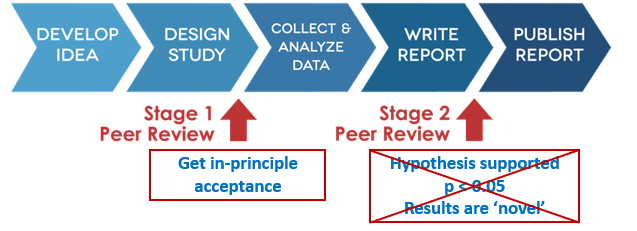 DEVELOP
IDEA
DESIGN
STUDY
COLLECT &
ANALYZE
DATA
WRITE
REPORT
PUBLISH
REPORT
Stage 1
Peer Review
Stage 2
Peer Review
Get in-principle
acceptance
Hypothesis supported
p < 0.05
Results are ‘novel’